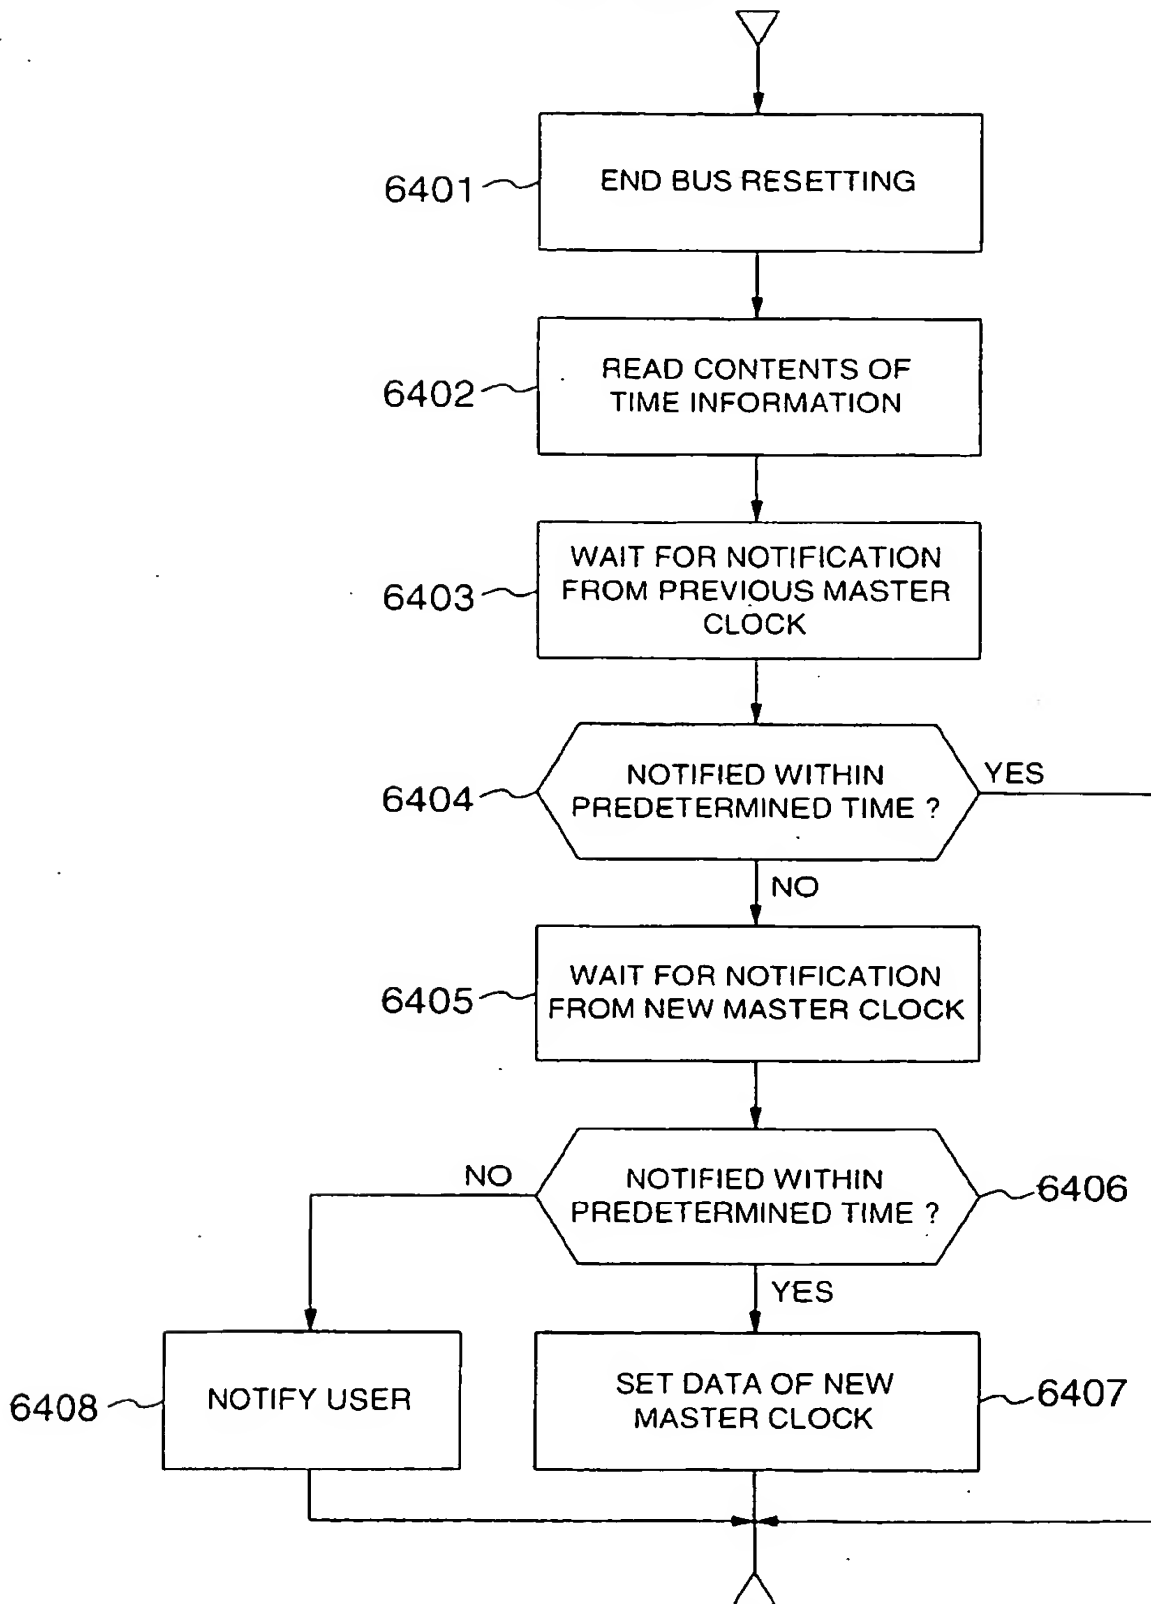 6401
END BUS RESETTING
6402
READ CONTENTS OF
TIME INFORMATION
6403
WAIT FOR NOTIFICATION
FROM PREVIOUS MASTER
CLOCK
6404
NOTIFIED WITHIN
PREDETERMINED TIME ?
YES
NO
6405
WAIT FOR NOTIFICATION
FROM NEW MASTER CLOCK
NO
NOTIFIED WITHIN
PREDETERMINED TIME ?
6406
YES
6408
NOTIFY USER
SET DATA OF NEW
MASTER CLOCK
6407